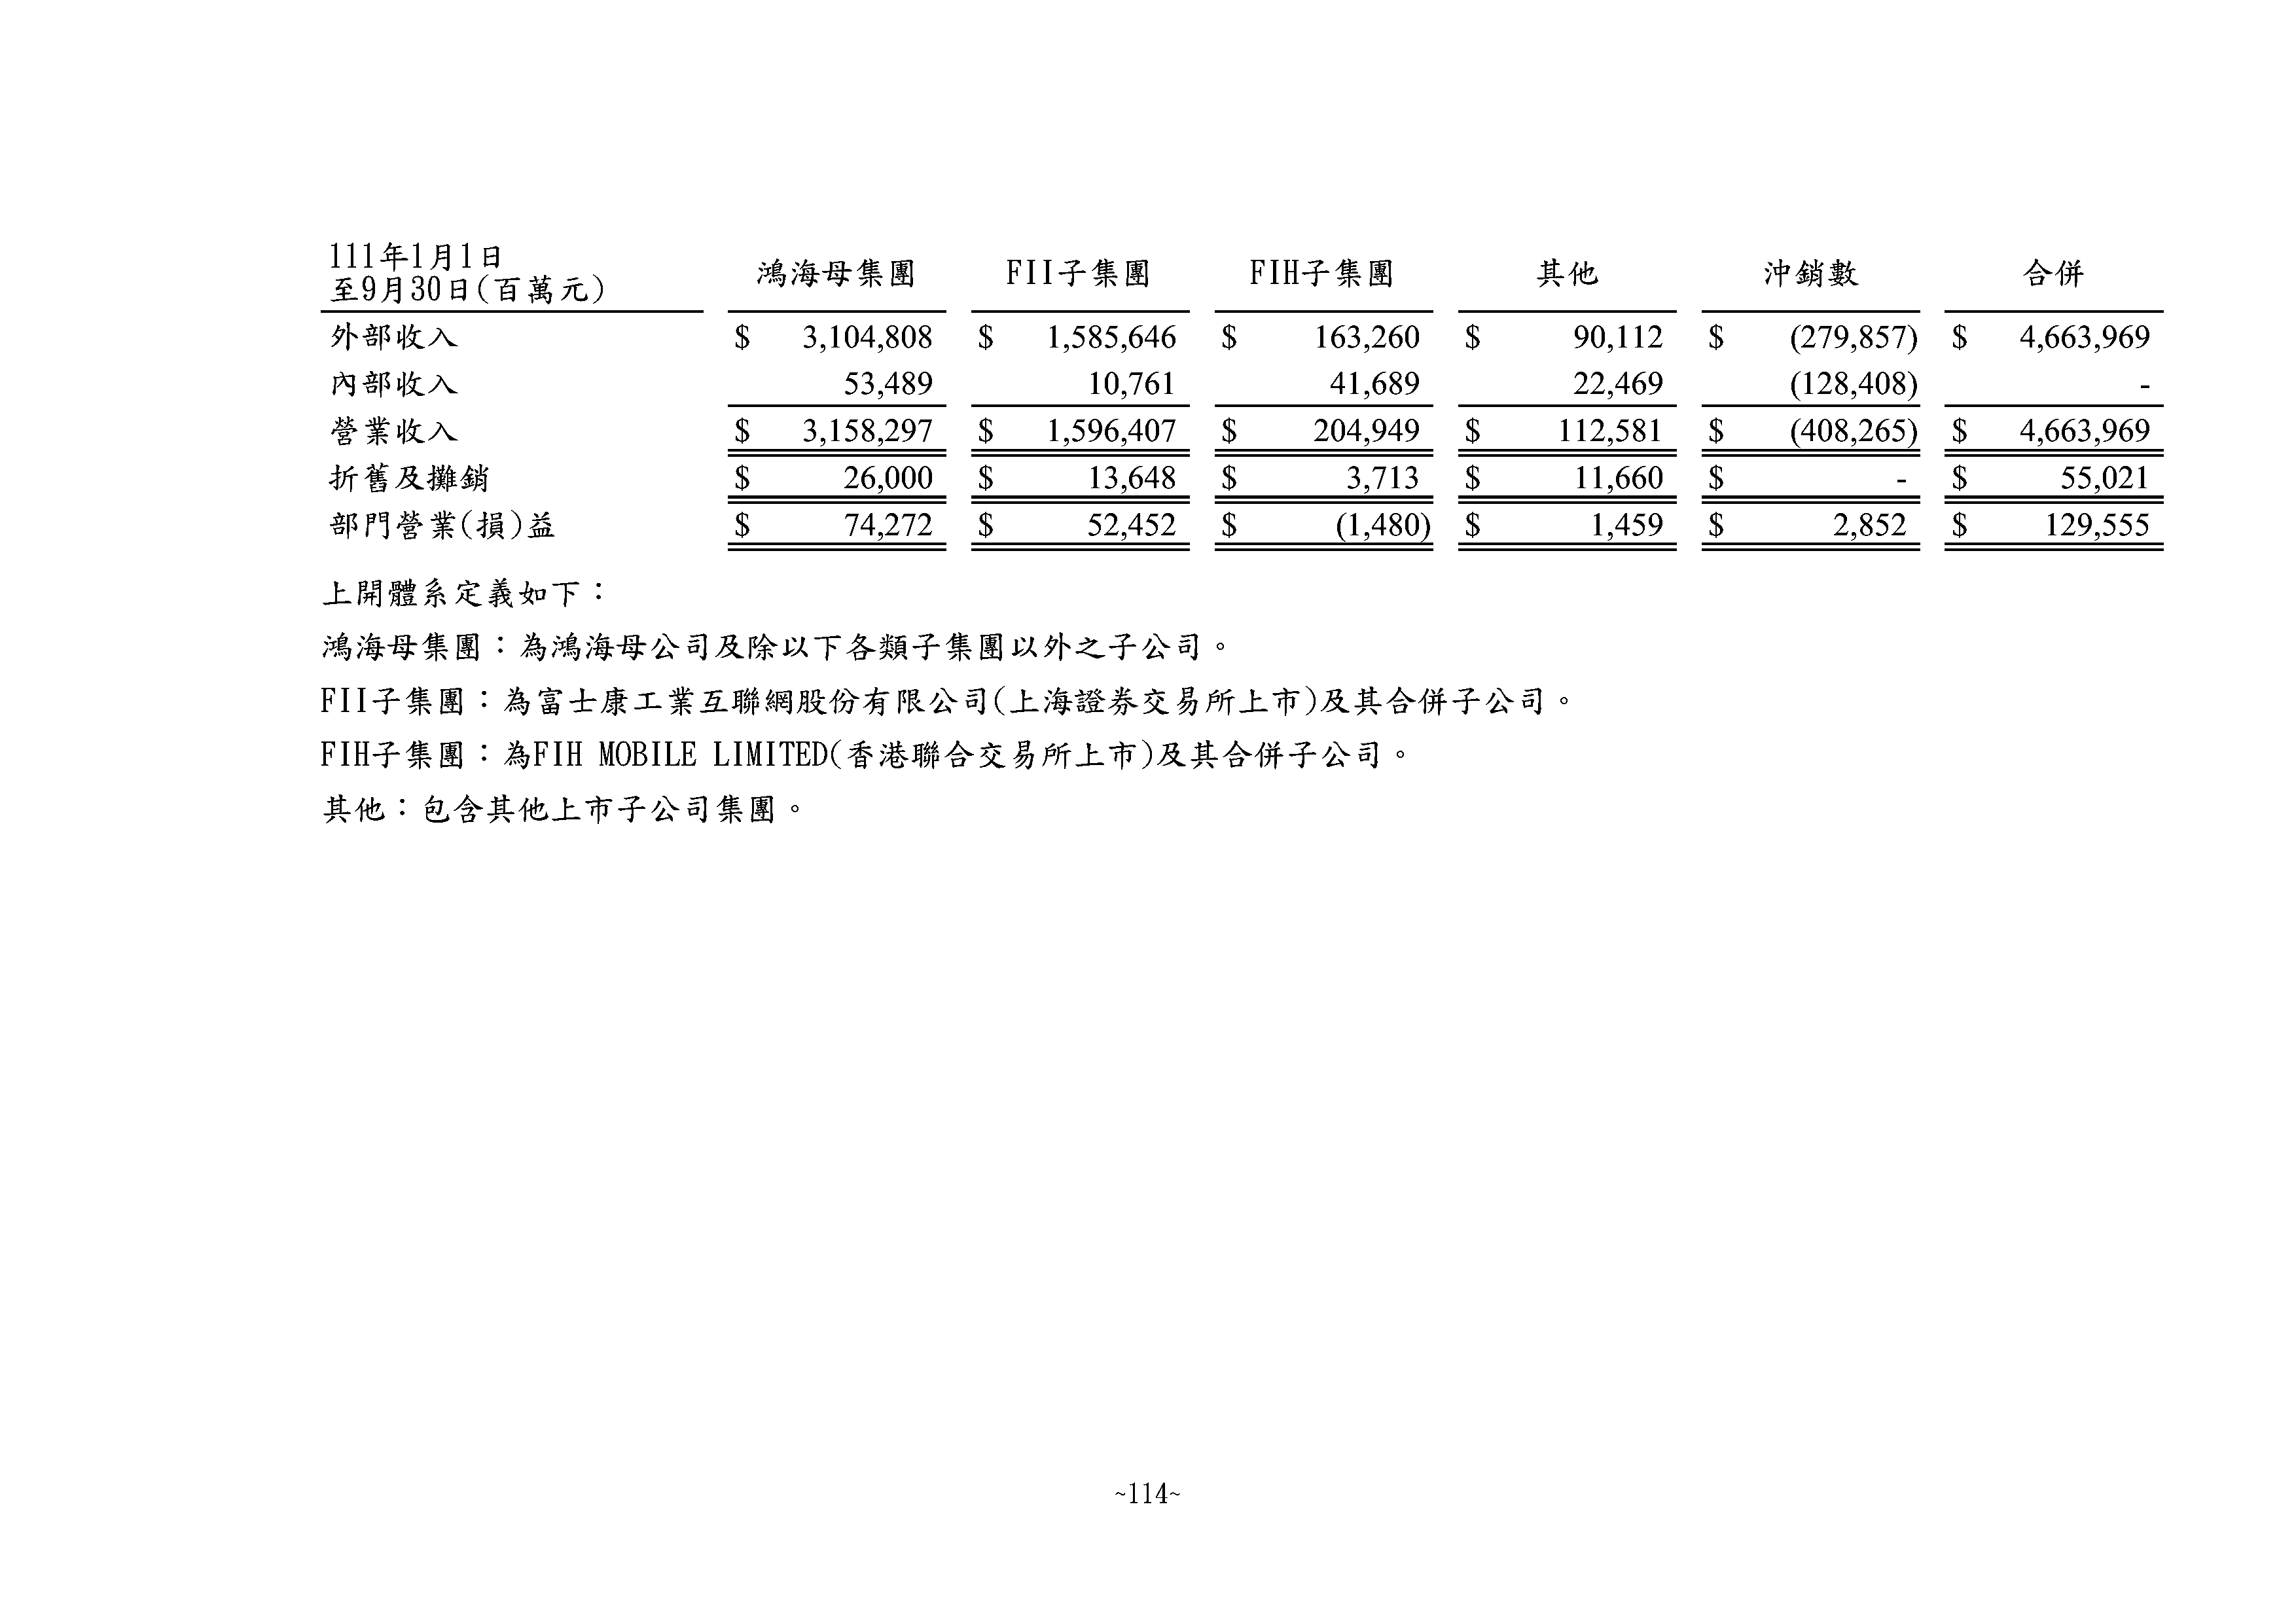 111年1月1日
至9月30日(百萬元) 鴻海母集團 FII子集團 FIH子集團 其他 沖銷數 合併
外部收入 $ 3,104,808 $ 1,585,646 $ 163,260 $ 90,112 $ (279,857) $ 4,663,969
內部收入 53,489 10,761 41,689 22,469 (128,408) -
營業收入 $ 3,158,297 $ 1,596,407 $ 204,949 $ 112,581 $ (408,265) $ 4,663,969
折舊及攤銷 $ 26,000 $ 13,648 $ 3,713 $ 11,660 $ - $ 55,021
部門營業(損)益 $ 74,272 $ 52,452 $ (1,480) $ 1,459 $ 2,852 $ 129,555
上開體系定義如下：
鴻海母集團：為鴻海母公司及除以下各類子集團以外之子公司。
FII子集團：為富士康工業互聯網股份有限公司(上海證券交易所上市)及其合併子公司。
FIH子集團：為FIH MOBILE LIMITED(香港聯合交易所上市)及其合併子公司。
其他：包含其他上市子公司集團。
~114~